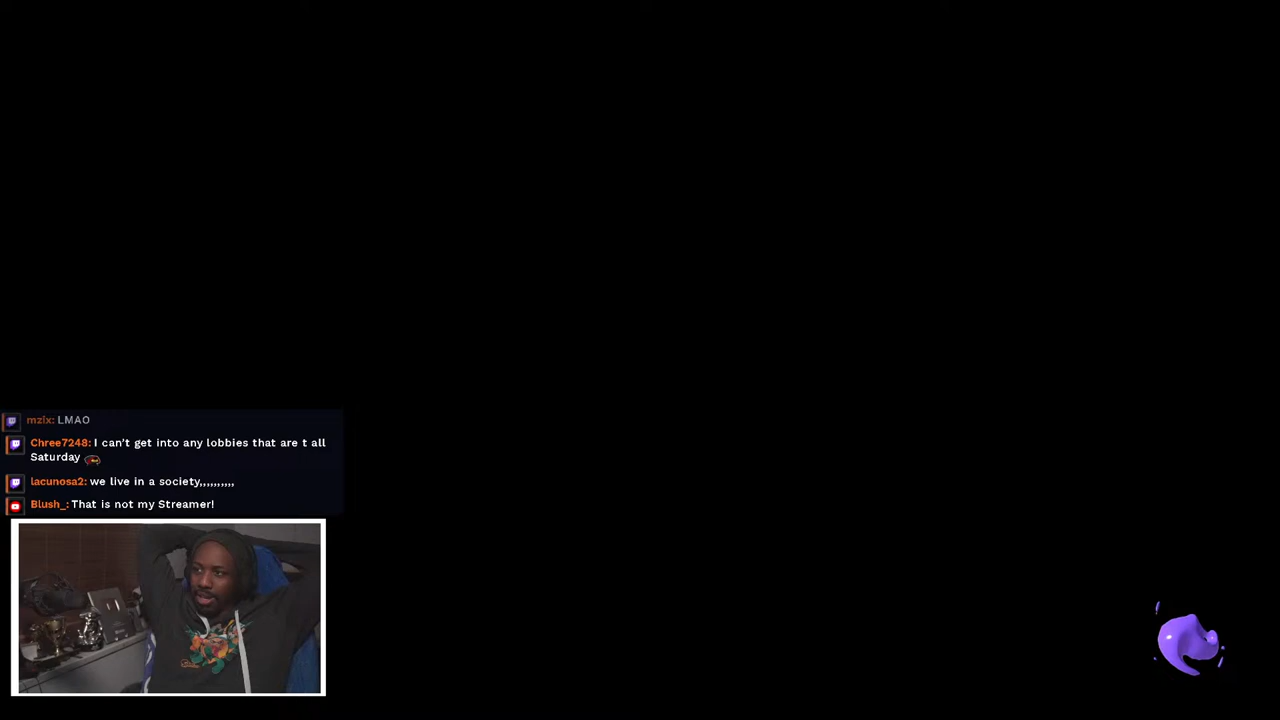 mzix: LMAO
Chree7248: I can't get into any lobbies that are t all
Saturday
lacunosa2: we live in a society,,,,,,,,,,
Blush_: That is not my Streamer!